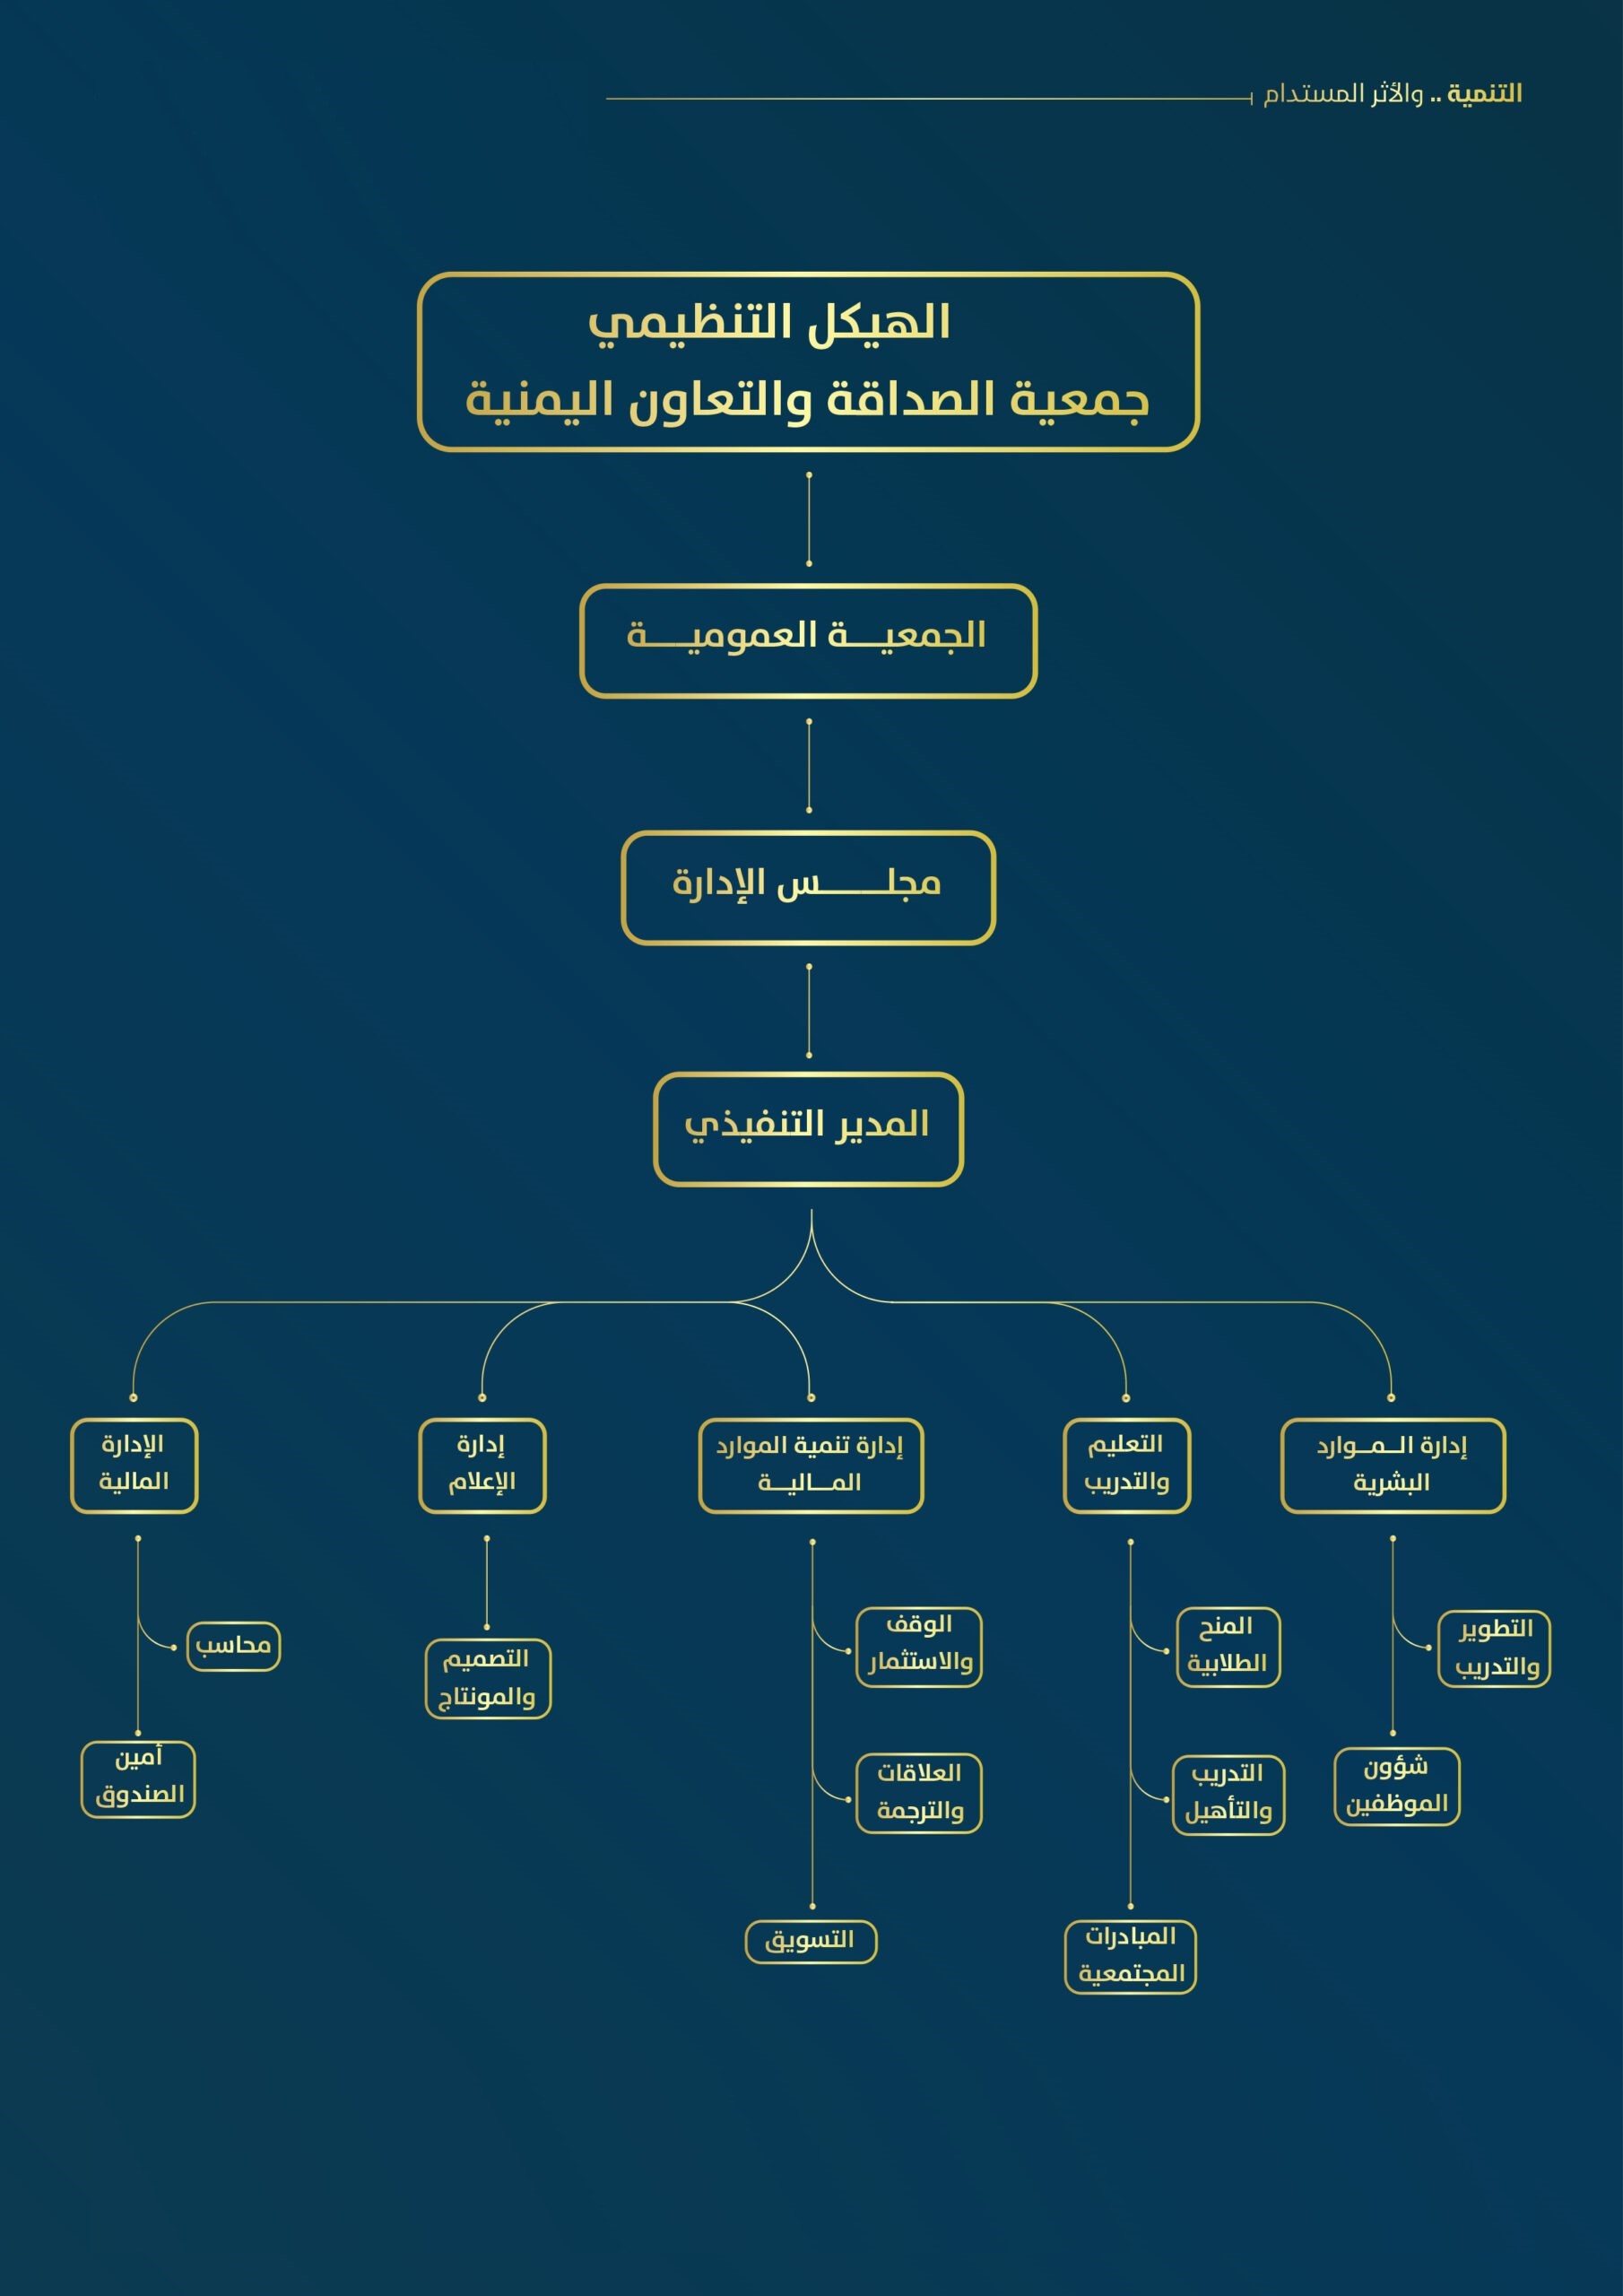 التنمية .. والأثر المستدام
الهيكل التنظيمي
جمعية الصداقة والتعاون اليمنية
الجمعيـــة العموميـــة
مجلـــــس الإدارة
المدير التنفيذي
إدارة الـمــوارد
البشرية
التعليم
والتدريب
إدارة تنمية الموارد
المـــاليـــة
إدارة
الإعلام
الإدارة
المالية
التطوير
والتدريب
شؤون
الموظفين
المنح
الطلابية
التدريب
والتأهيل
المبادرات
المجتمعية
الوقف
والاستثمار
العلاقات
والترجمة
التسويق
التصميم
والمونتاج
محاسب
أمين
الصندوق